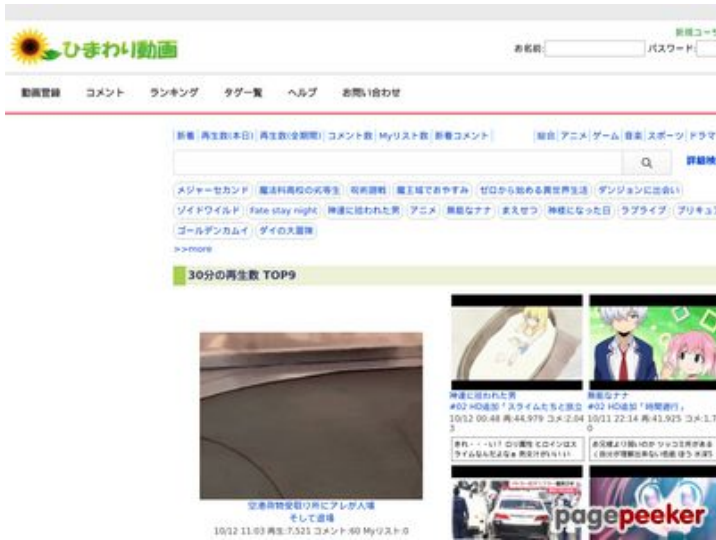 ひまわり動画
新規ユーザ
お名前:
パスワード:
動画登録 コメント ランキング タグ一覧 ヘルプ お問い合わせ
新着 再生数(本日) 再生数(全期間) コメント数 Myリスト数 新着コメント
総合 アニメ ゲーム 音楽 スポーツ ドラマ
詳細検
メジャーセカンド 魔法科高校の劣等生 呪術廻戦 魔王城でおやすみ ゼロから始める異世界生活 ダンジョンに出会い
ゾイドワイルド Fate stay night 神達に拾われた男 アニメ 無能なナナ まえせつ 神様になった日 ラブライブ プリキュア
ゴールデンカムイ ダイの大冒険
>>more
30分の再生数 TOP9
神達に拾われた男
#02 HD追加「スライムたちと旅立
10/12 00:48 再:44,979 コメ:2,04
3
無能なナナ
#02 HD追加「時間遡行」
10/11 22:14 再:41,925 コメ:1,7
0
空港荷物受取り所にアレが入場
そして退場
10/12 11:03 再生:7,521 コメント:60 Myリスト:0
pagepeeker